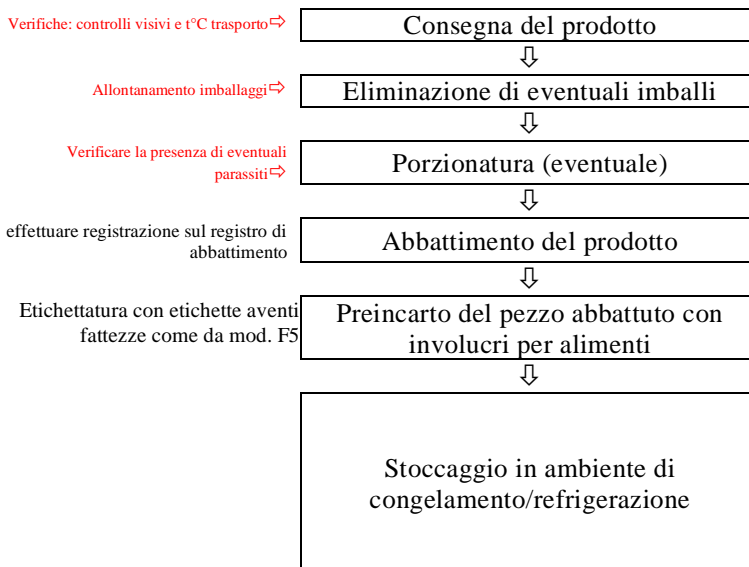 Verifiche: controlli visivi e t°C trasporto⇨
Consegna del prodotto
⇩
Allontanamento imballaggi⇨
Eliminazione di eventuali imballi
⇩
Verificare la presenza di eventuali
parassiti⇨
Porzionatura (eventuale)
⇩
effettuare registrazione sul registro di
abbattimento
Abbattimento del prodotto
⇩
Etichettatura con etichette aventi
fattezze come da mod. F5
Preincarto del pezzo abbattuto con
involucri per alimenti
⇩
Stoccaggio in ambiente di
congelamento/refrigerazione